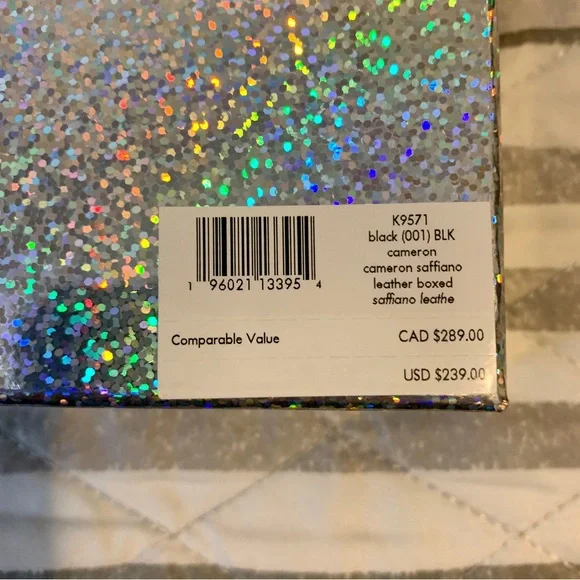 K9571
black (001) BLK
cameron
cameron saffiano
leather boxed
saffiano leathe
1 96021 13395 4
Comparable Value CAD $289.00
USD $239.00